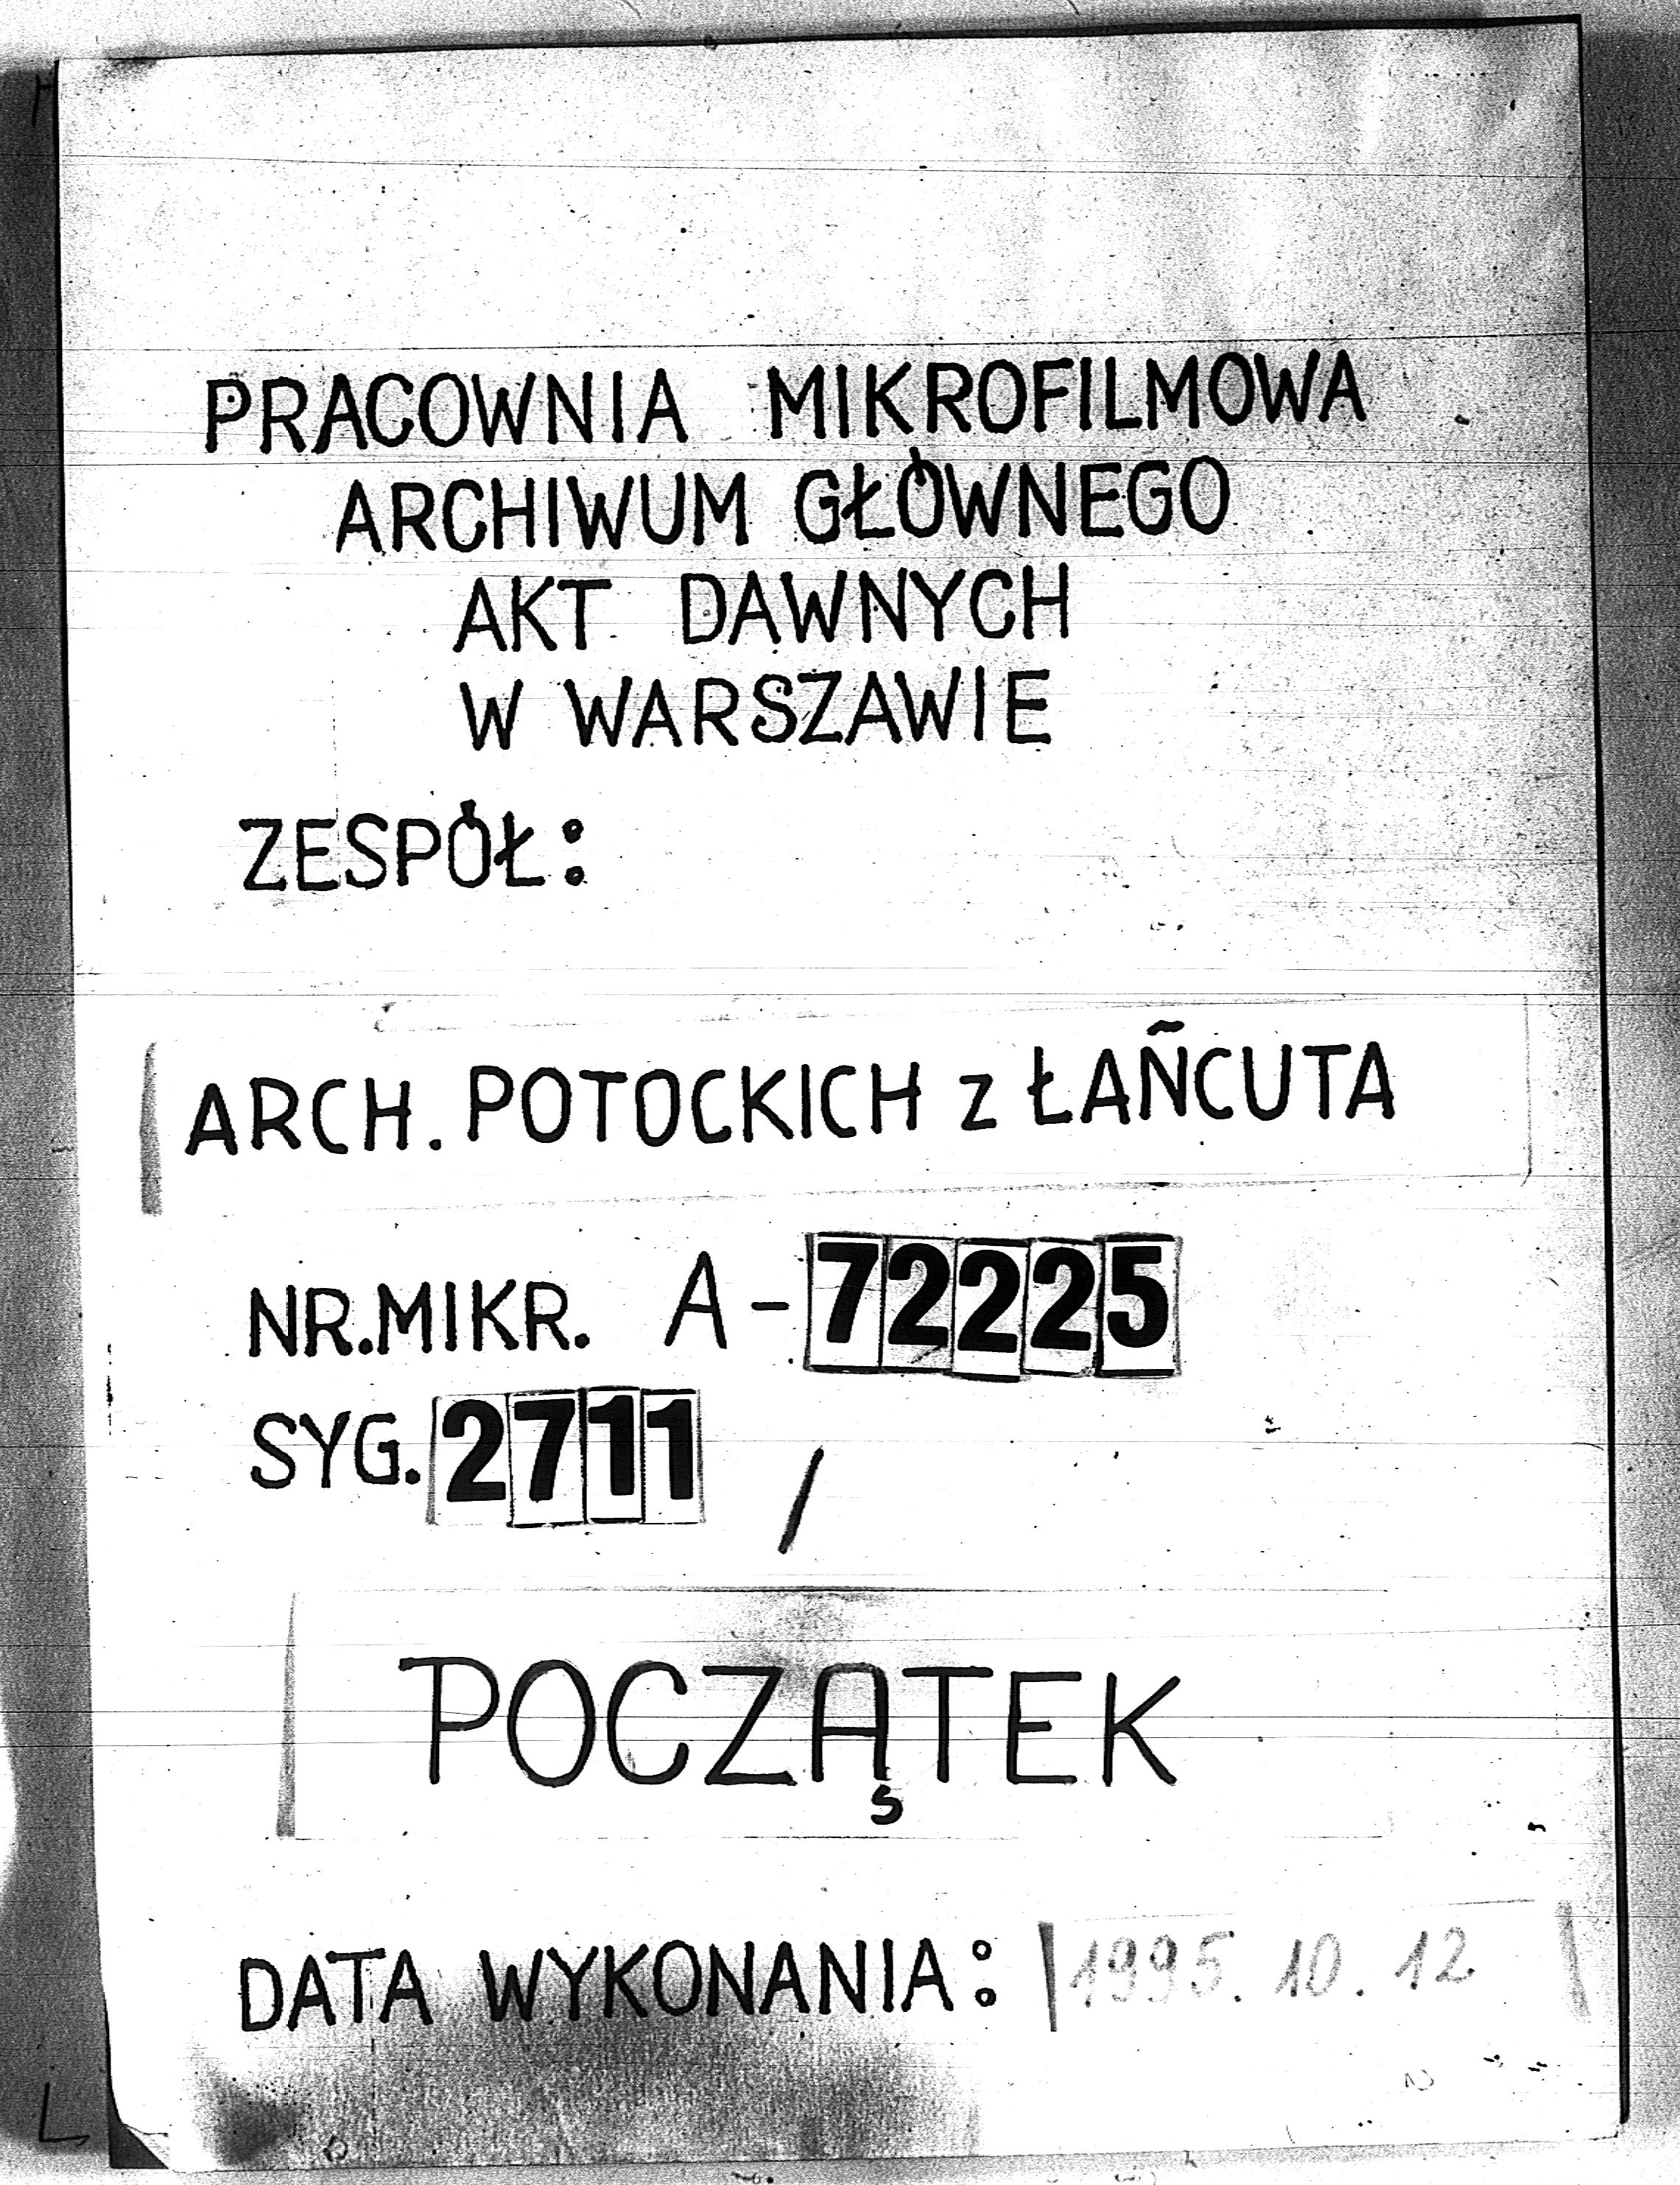 PRACOWNIA MIKROFILMOWA
ARCHIWUM GŁÓWNEGO
AKT DAWNYCH
W WARSZAWIE
ZESPÓŁ:
ARCH. POTOCKICH z ŁAŃCUTA
NR. MIKR. A-72225
SYG. 2711 /
POCZĄTEK
DATA WYKONANIA: 1995. 10. 12